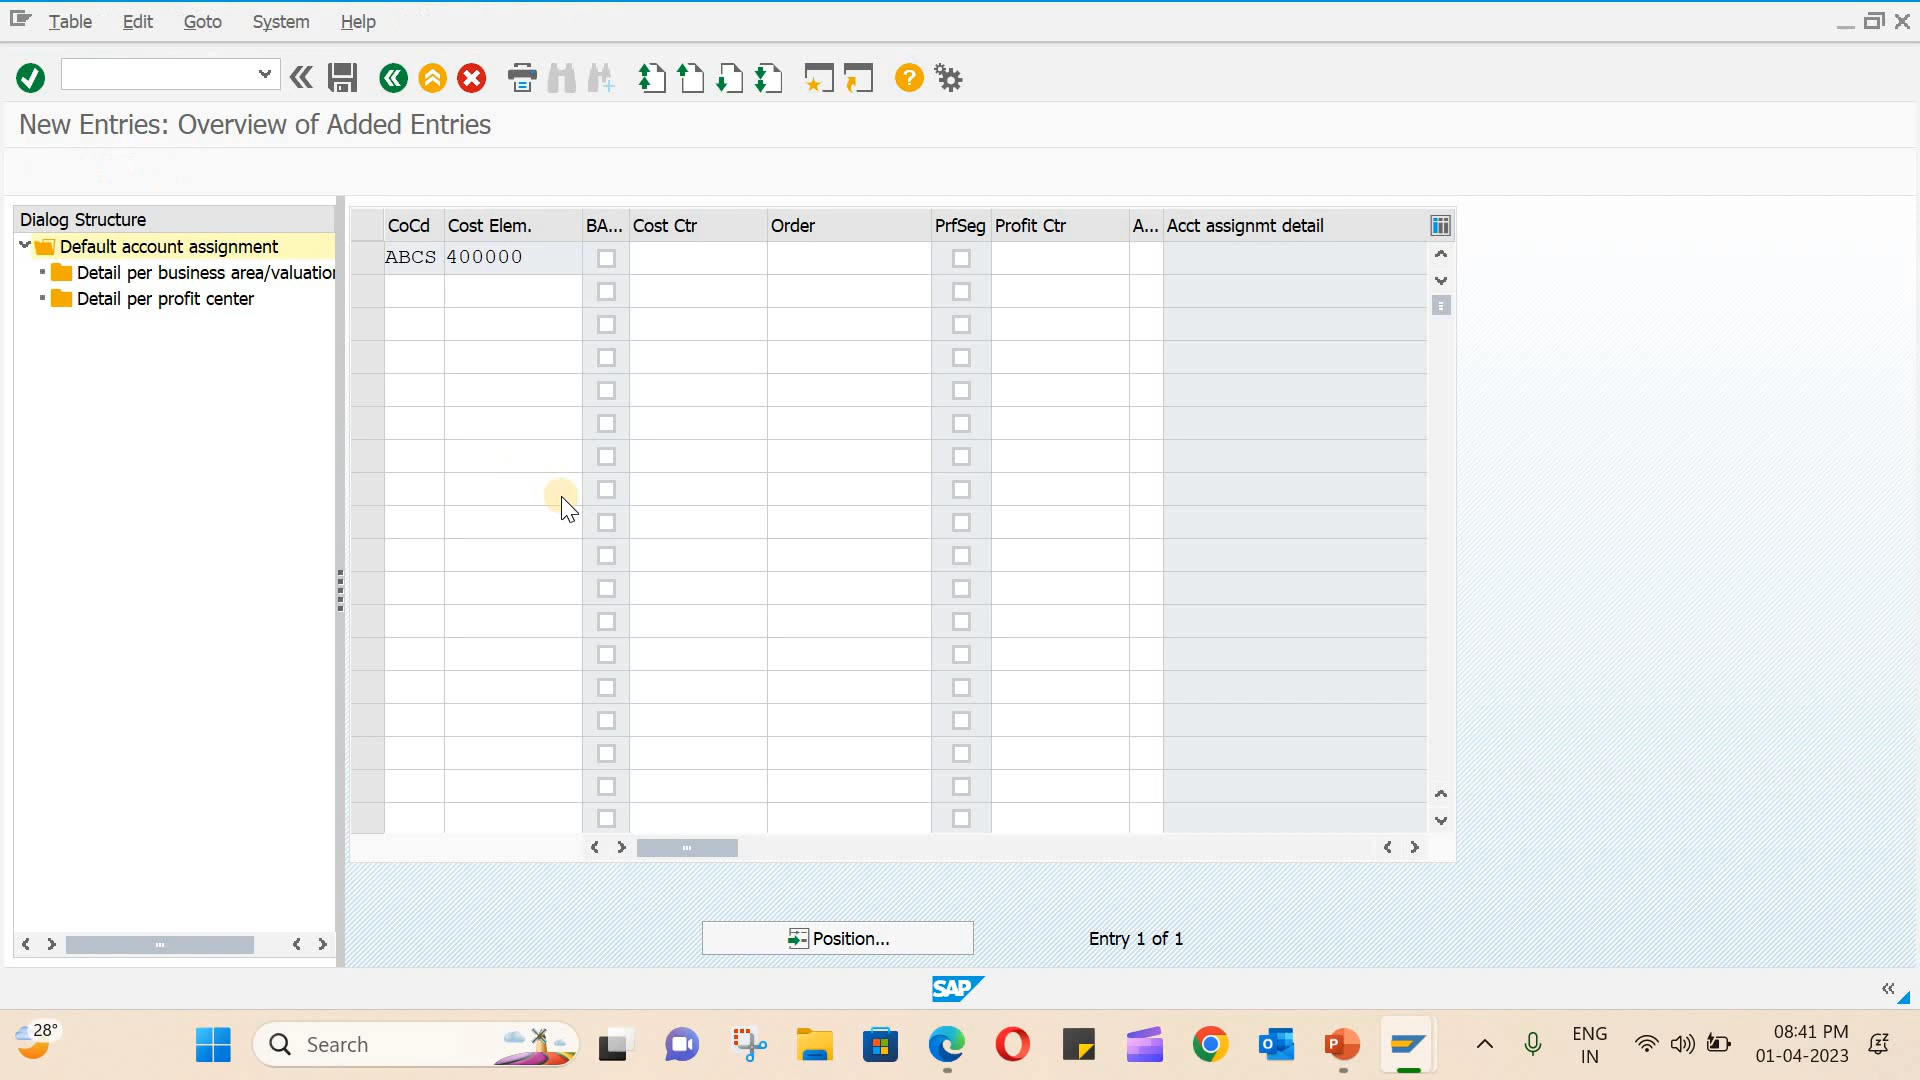 Table Edit Goto System Help
New Entries: Overview of Added Entries
Dialog Structure
Default account assignment
Detail per business area/valuation
Detail per profit center
CoCd Cost Elem. BA... Cost Ctr Order PrfSeg Profit Ctr A... Acct assignmt detail
ABCS 400000
Position... Entry 1 of 1
SAP
28°
Search
ENG
IN
08:41 PM
01-04-2023